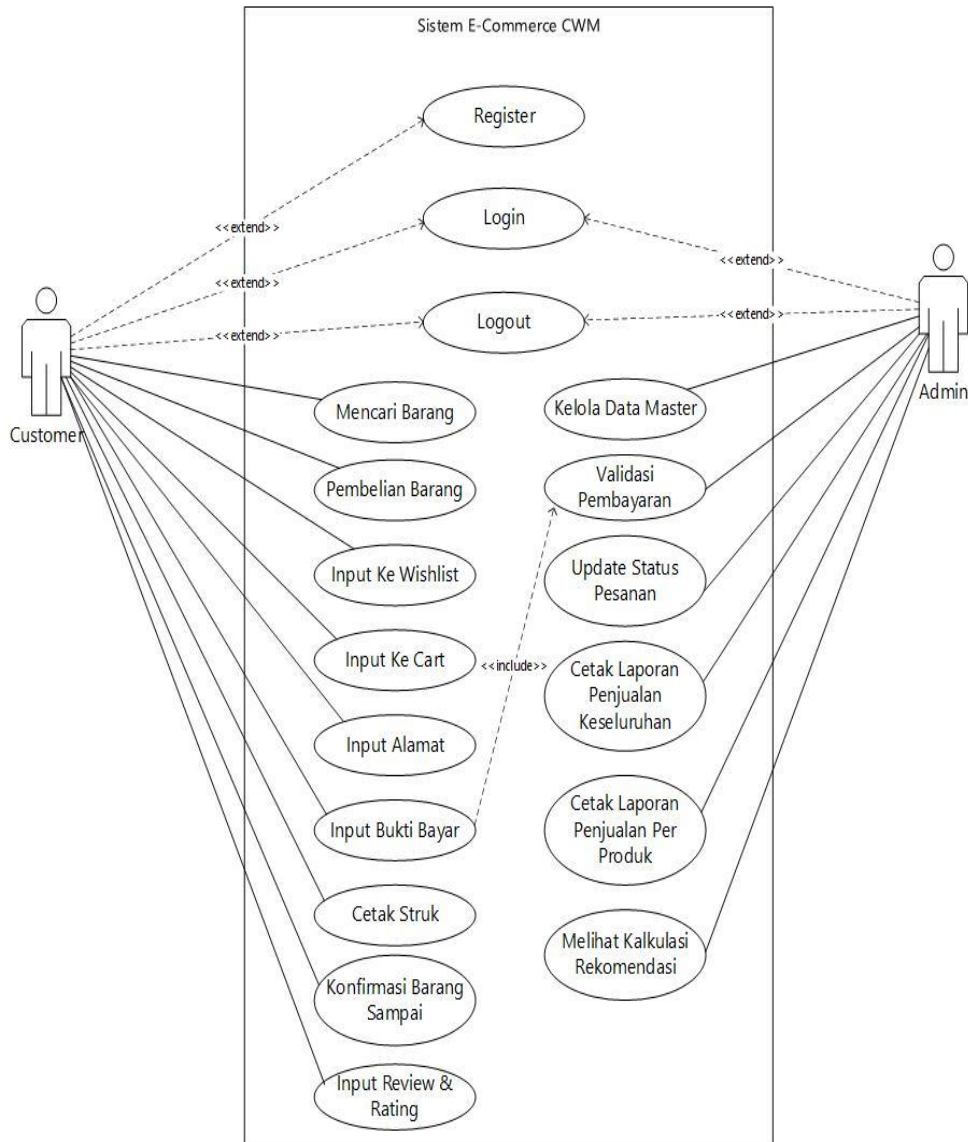 Sistem E-Commerce CWM
Register
<<extend>>
Login
<<extend>>
<<extend>>
Logout
<<extend>>
<<extend>>
Customer
Admin
Mencari Barang
Pembelian Barang
Input Ke Wishlist
Input Ke Cart
<<include>>
Input Alamat
Input Bukti Bayar
Cetak Struk
Konfirmasi Barang
Sampai
Input Review &
Rating
Kelola Data Master
Validasi
Pembayaran
Update Status
Pesanan
Cetak Laporan
Penjualan
Keseluruhan
Cetak Laporan
Penjualan Per
Produk
Melihat Kalkulasi
Rekomendasi